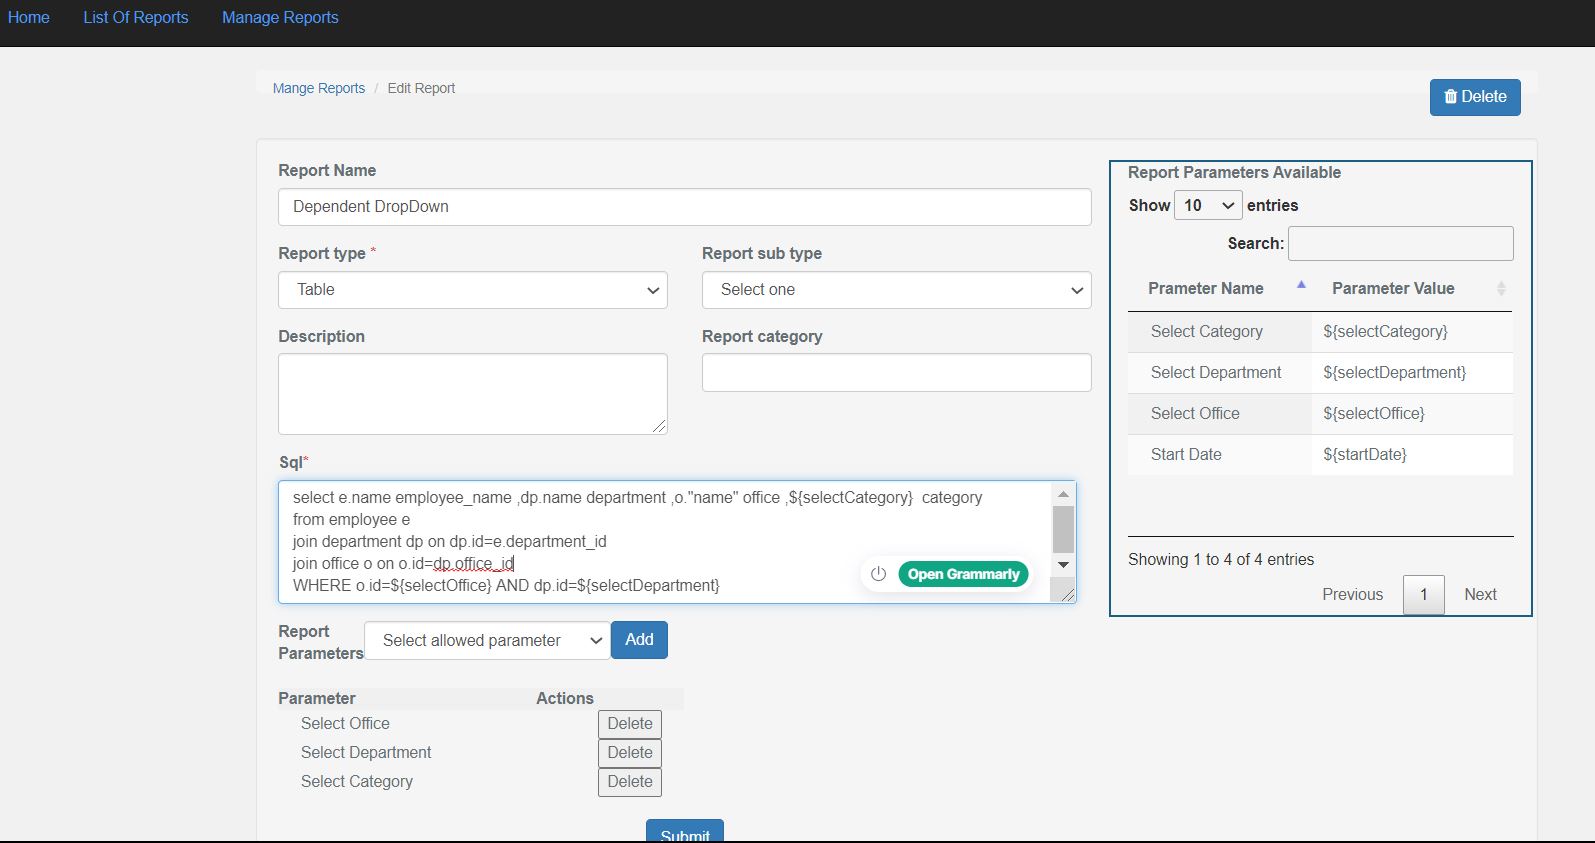 Home List Of Reports Manage Reports
Mange Reports / Edit Report
Delete
Report Name
Dependent DropDown
Report type *
Table
Report sub type
Select one
Description
Report category
Sql*
select e.name employee_name ,dp.name department ,o."name" office ,${selectCategory}  category
from employee e
join department dp on dp.id=e.department_id
join office o on o.id=dp.office_id
WHERE o.id=${selectOffice} AND dp.id=${selectDepartment}
Open Grammarly
Report
Parameters
Select allowed parameter
Add
Parameter Actions
Select Office Delete
Select Department Delete
Select Category Delete
Submit
Report Parameters Available
Show 10 entries
Search:
Prameter Name Parameter Value
Select Category ${selectCategory}
Select Department ${selectDepartment}
Select Office ${selectOffice}
Start Date ${startDate}
Showing 1 to 4 of 4 entries
Previous 1 Next